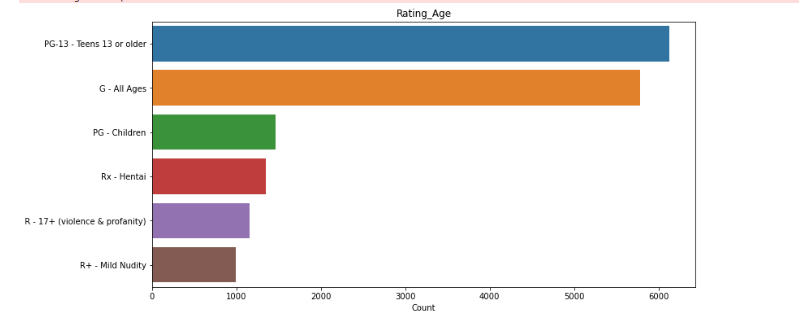 Rating_Age
PG-13 - Teens 13 or older
G - All Ages
PG - Children
Rx - Hentai
R - 17+ (violence & profanity)
R+ - Mild Nudity
0 1000 2000 3000 4000 5000 6000
Count